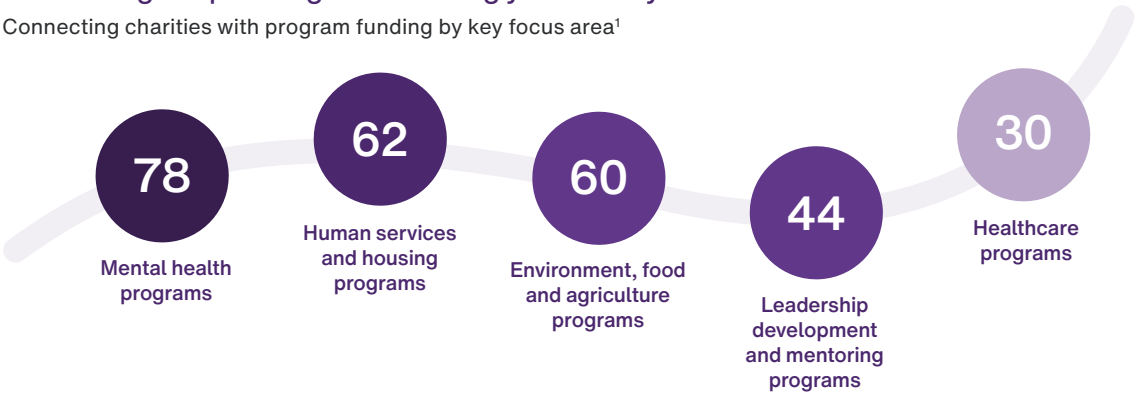 Connecting charities with program funding by key focus area¹
78
Mental health
programs
62
Human services
and housing
programs
60
Environment, food
and agriculture
programs
44
Leadership
development
and mentoring
programs
30
Healthcare
programs